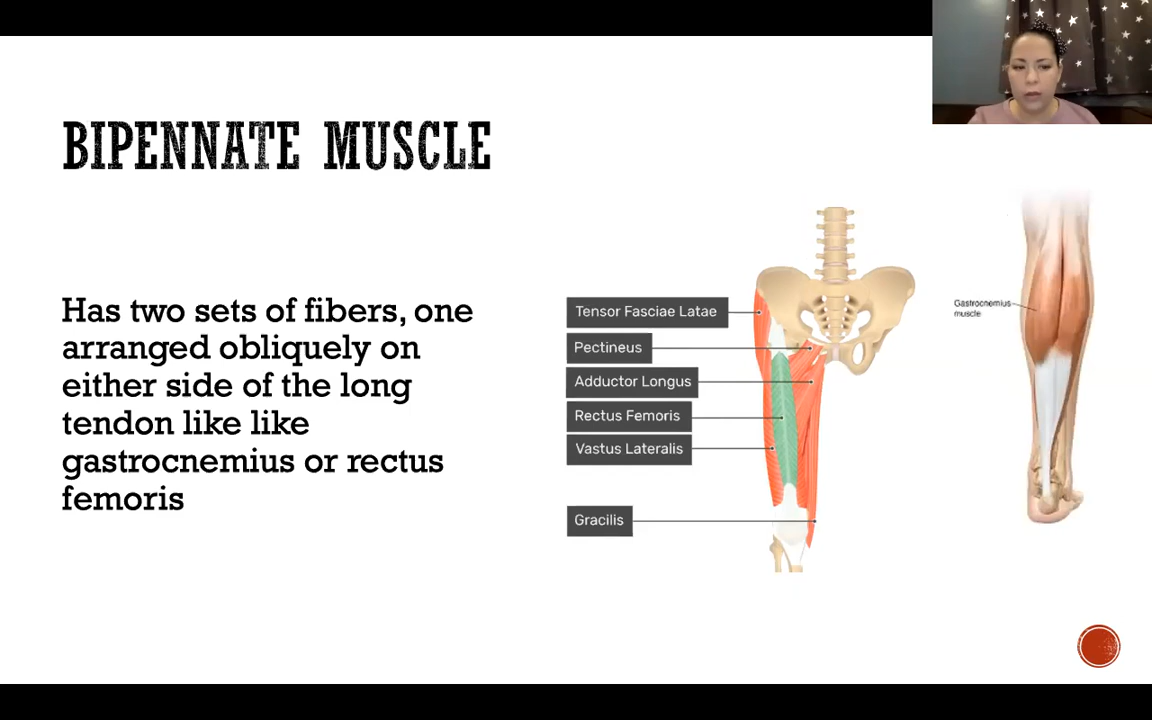 BIPENNATE MUSCLE
Has two sets of fibers, one
arranged obliquely on
either side of the long
tendon like like
gastrocnemius or rectus
femoris
Tensor Fasciae Latae
Pectineus
Adductor Longus
Rectus Femoris
Vastus Lateralis
Gracilis
Gastrocnemius
muscle